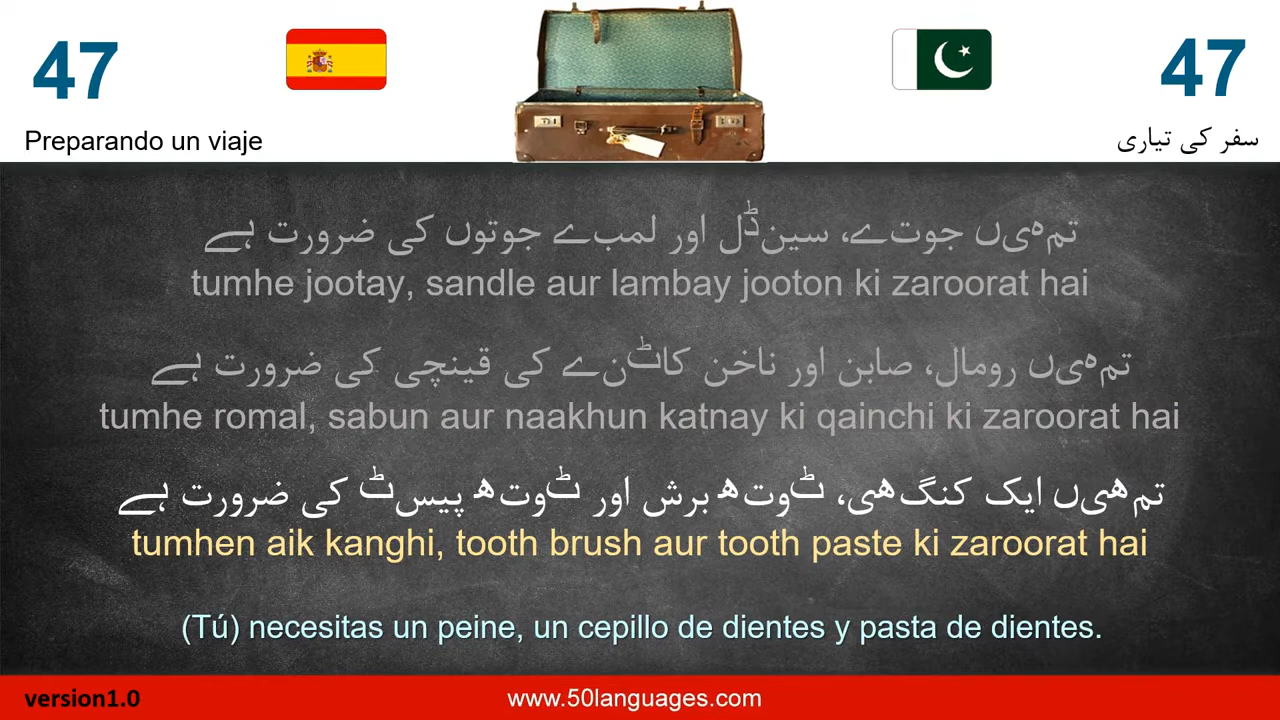 47
47
Preparando un viaje
سفر کی تیاری
تمہیں جوتے، سینڈل اور لمبے جوتوں کی ضرورت ہے
tumhe jootay, sandle aur lambay jooton ki zaroorat hai
تمہیں رومال، صابن اور ناخن کاٹنے کی قینچی کی ضرورت ہے
tumhe romal, sabun aur naakhun katnay ki qainchi ki zaroorat hai
تمھیں ایک کنگھی، ٹوتھ برش اور ٹوتھ پیسٹ کی ضرورت ہے
tumhen aik kanghi, tooth brush aur tooth paste ki zaroorat hai
(Tú) necesitas un peine, un cepillo de dientes y pasta de dientes.
version1.0
www.50languages.com